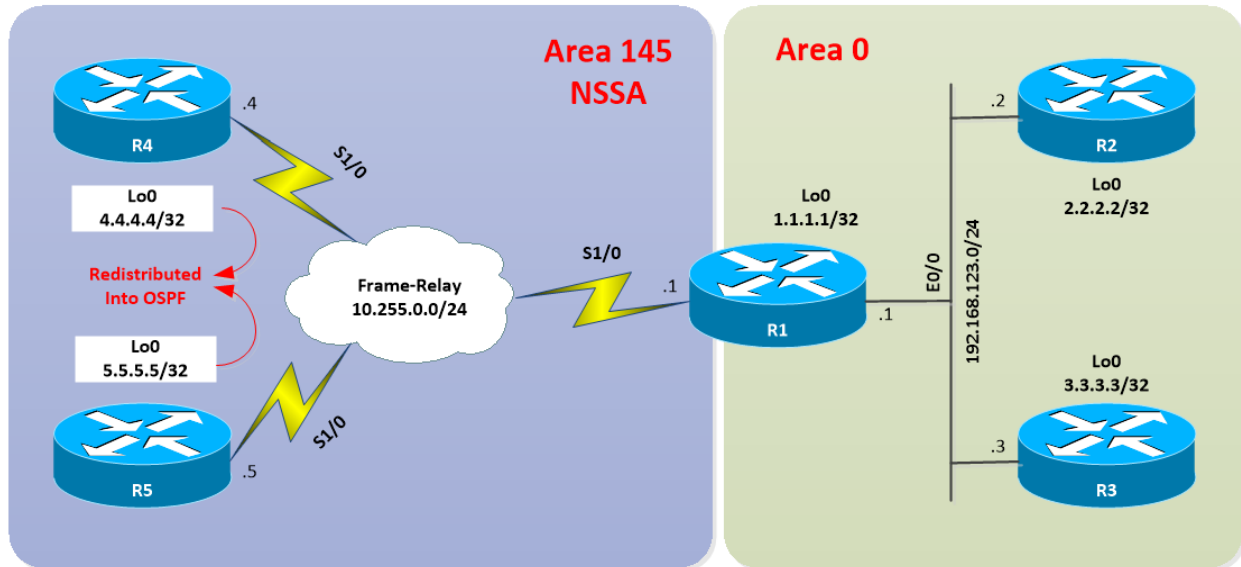 Area 145
NSSA
Area 0
.4
R4
S1/0
Lo0
4.4.4.4/32
Redistributed
Into OSPF
Lo0
5.5.5.5/32
.5
R5
S1/0
Frame-Relay
10.255.0.0/24
S1/0
.1
Lo0
1.1.1.1/32
R1
.1
E0/0
192.168.123.0/24
.2
R2
Lo0
2.2.2.2/32
Lo0
3.3.3.3/32
.3
R3